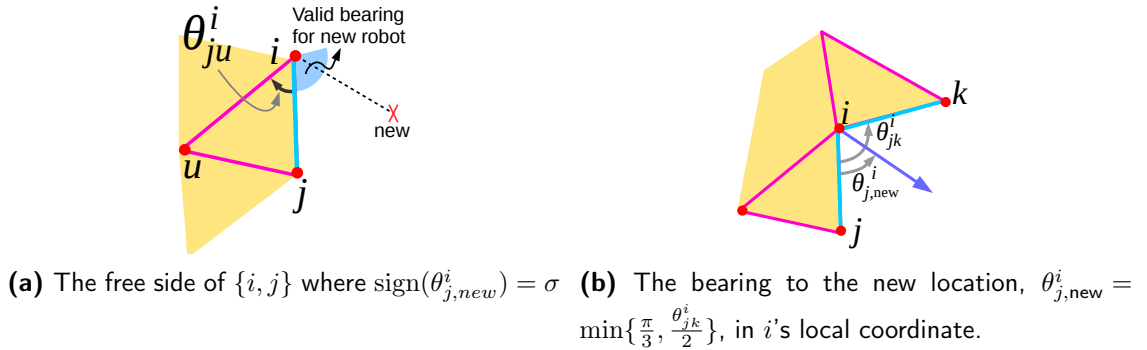 Valid bearing
for new robot
θ^i_{ju}
i
new
u
j
i
k
θ^i_{jk}
θ^i_{j,new}
j
(a) The free side of {i, j} where sign(θ^i_{j,new}) = σ
(b) The bearing to the new location, θ^i_{j,new} =
min{π/3, θ^i_{jk}/2}, in i's local coordinate.